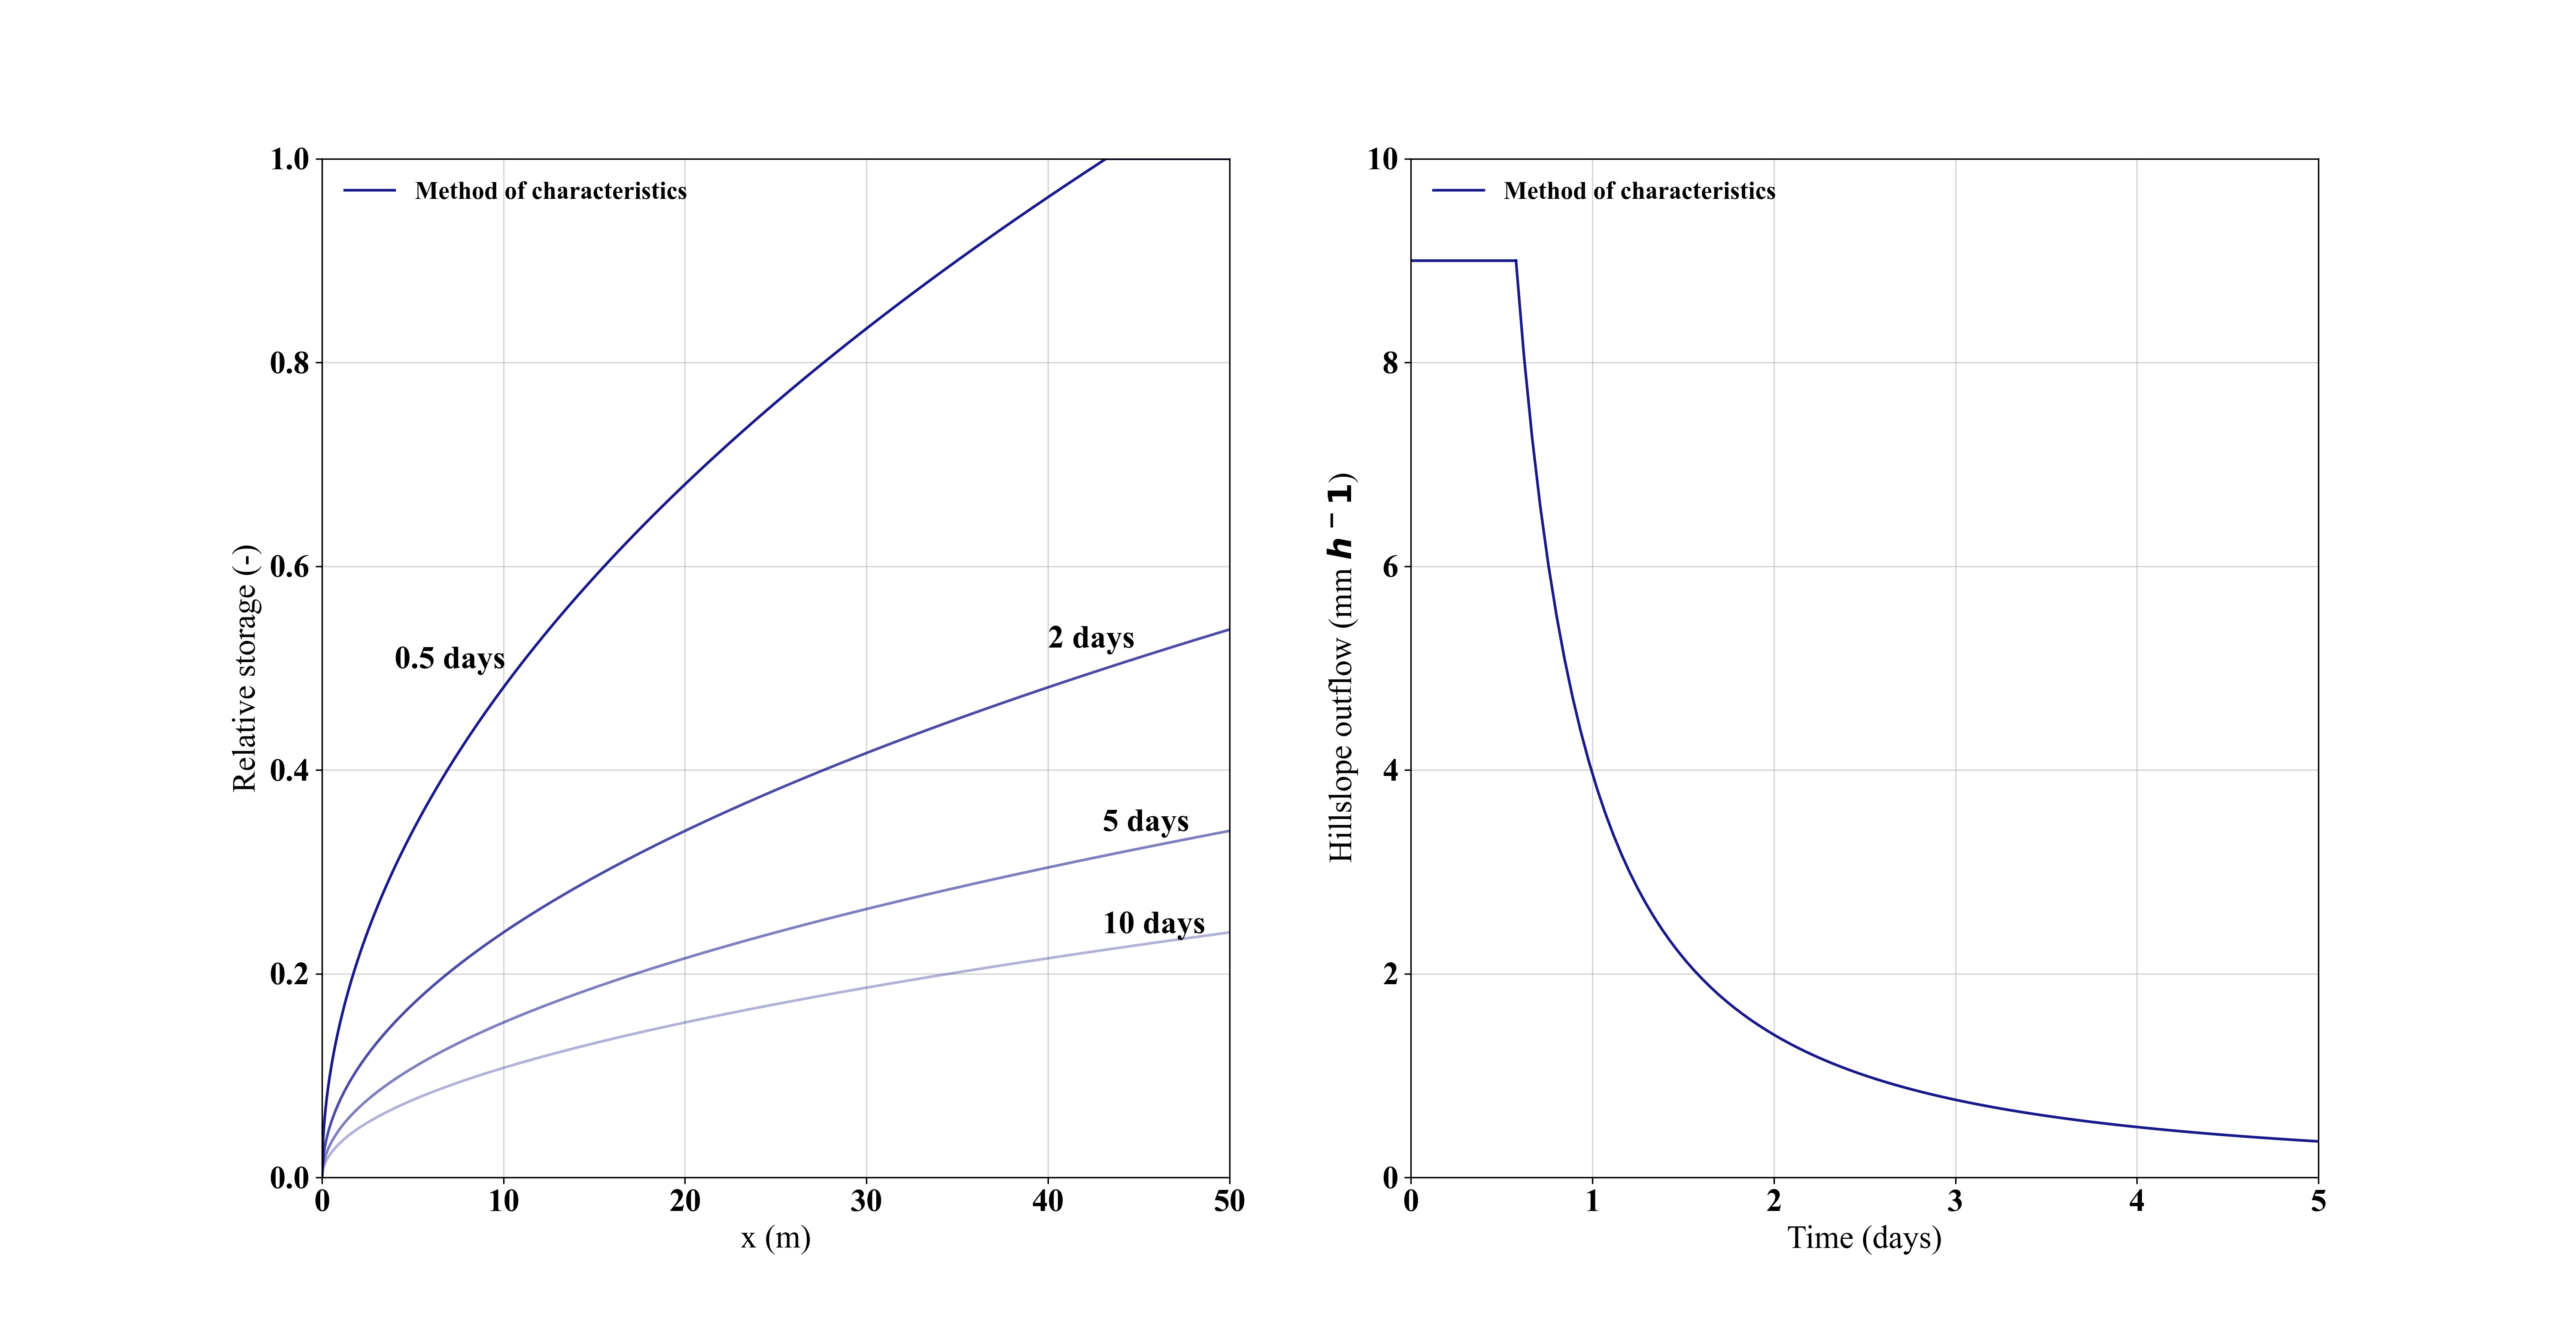 Method of characteristics
1.0
0.8
0.6
0.4
0.2
0.0
Relative storage (-)
0.5 days
2 days
5 days
10 days
0 10 20 30 40 50
x (m)
Method of characteristics
10
8
6
4
2
0
Hillslope outflow (mm h − 1)
0 1 2 3 4 5
Time (days)